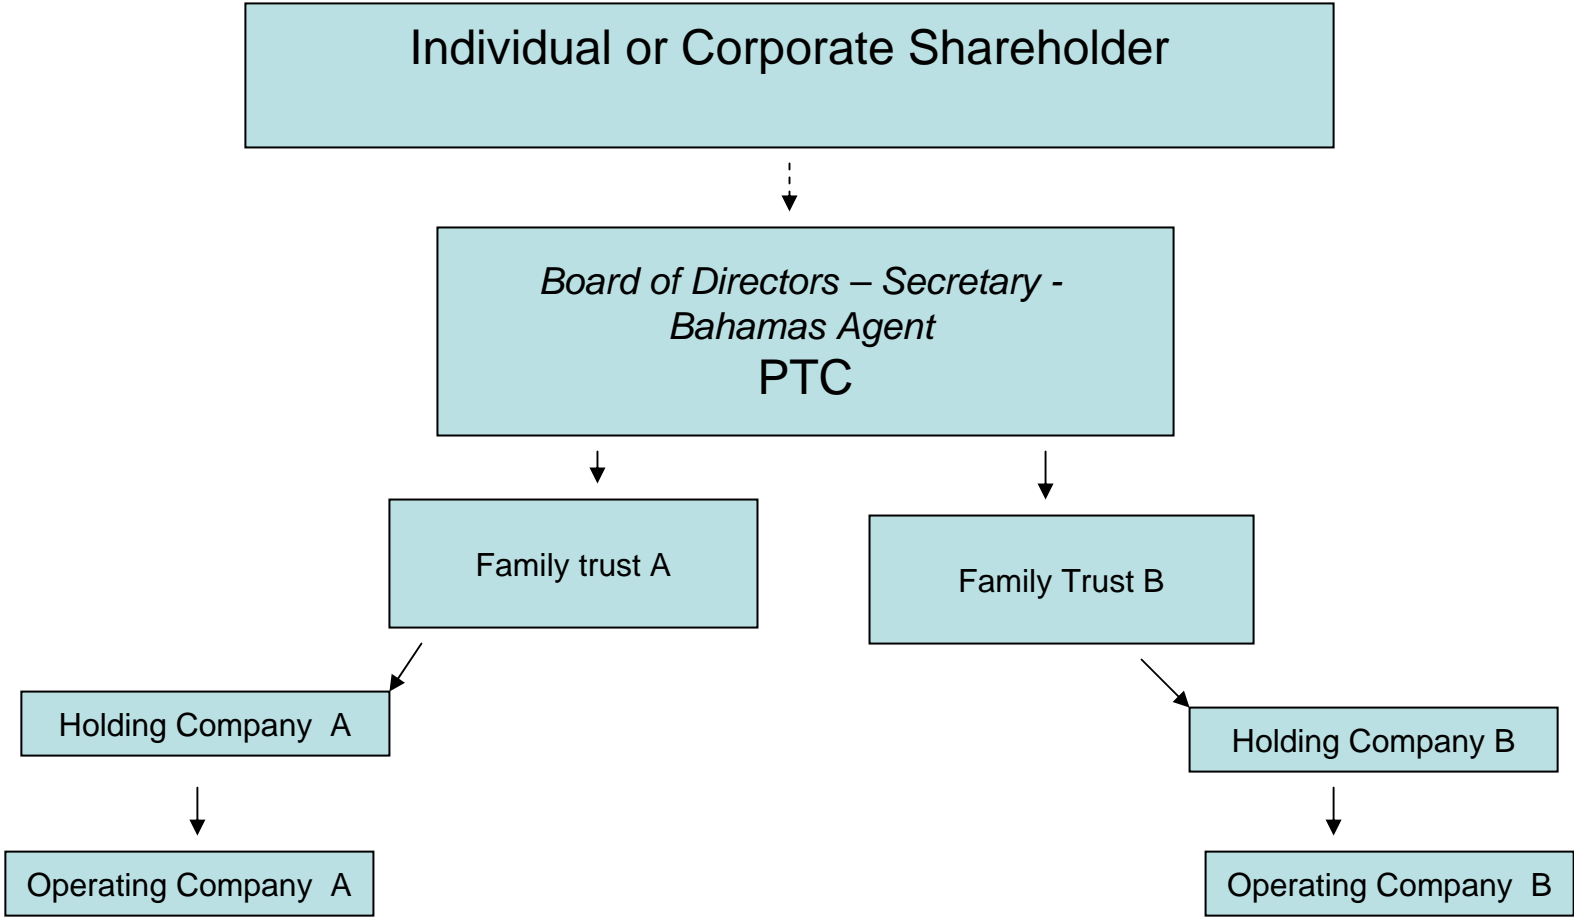 Individual or Corporate Shareholder
Board of Directors – Secretary -
Bahamas Agent
PTC
Family trust A
Family Trust B
Holding Company  A
Holding Company B
Operating Company  A
Operating Company  B